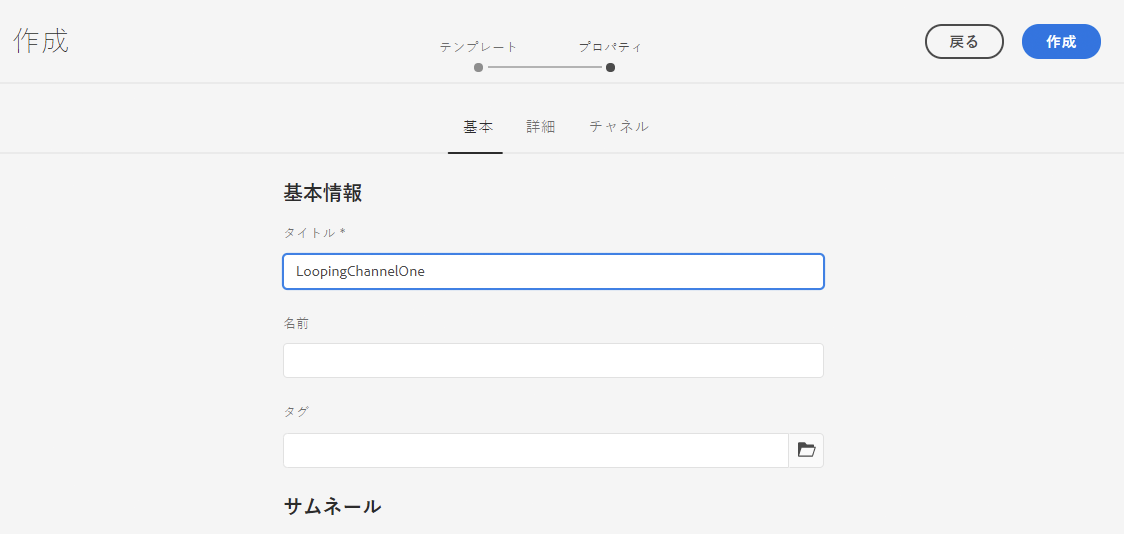 作成
テンプレート プロパティ
戻る 作成
基本 詳細 チャネル
基本情報
タイトル *
LoopingChannelOne
名前
タグ
サムネール